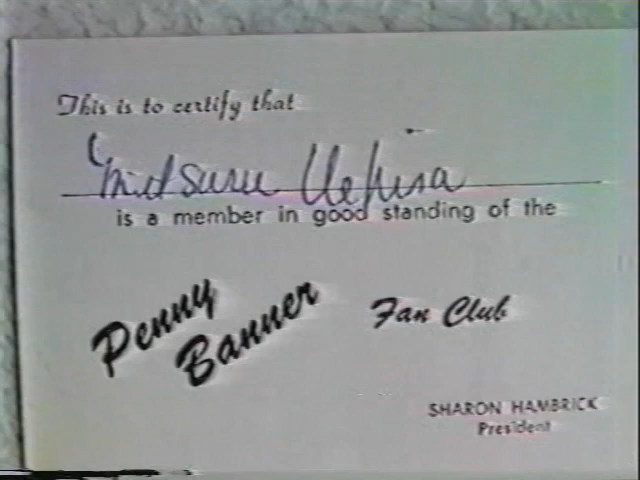 This is to certify that
Mitsuru
is a member in good standing of the
Penny Banner Fan Club
SHARON HAMBRICK
President